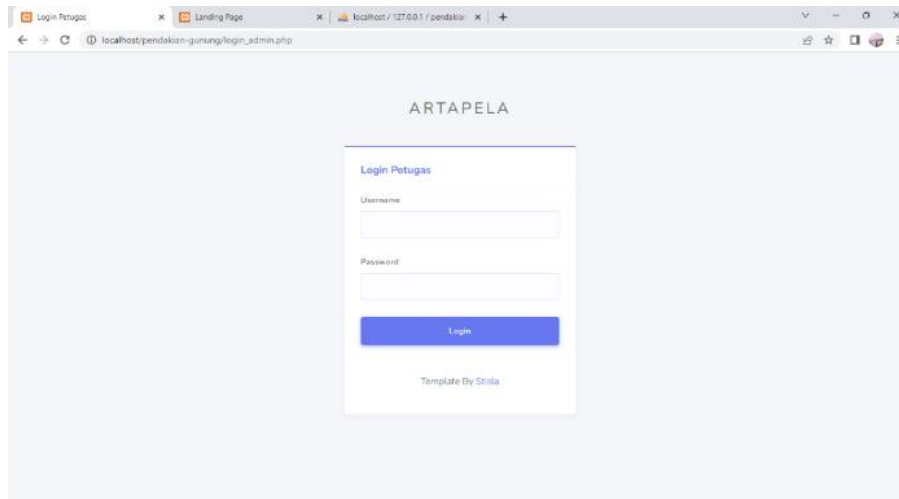 Login Petugas
Landing Page
localhost / 127.0.0.1 / pendakian
localhost/pendakian-gunung/login_admin.php
ARTAPELA
Login Petugas
Username
Password
Login
Template By Stisla